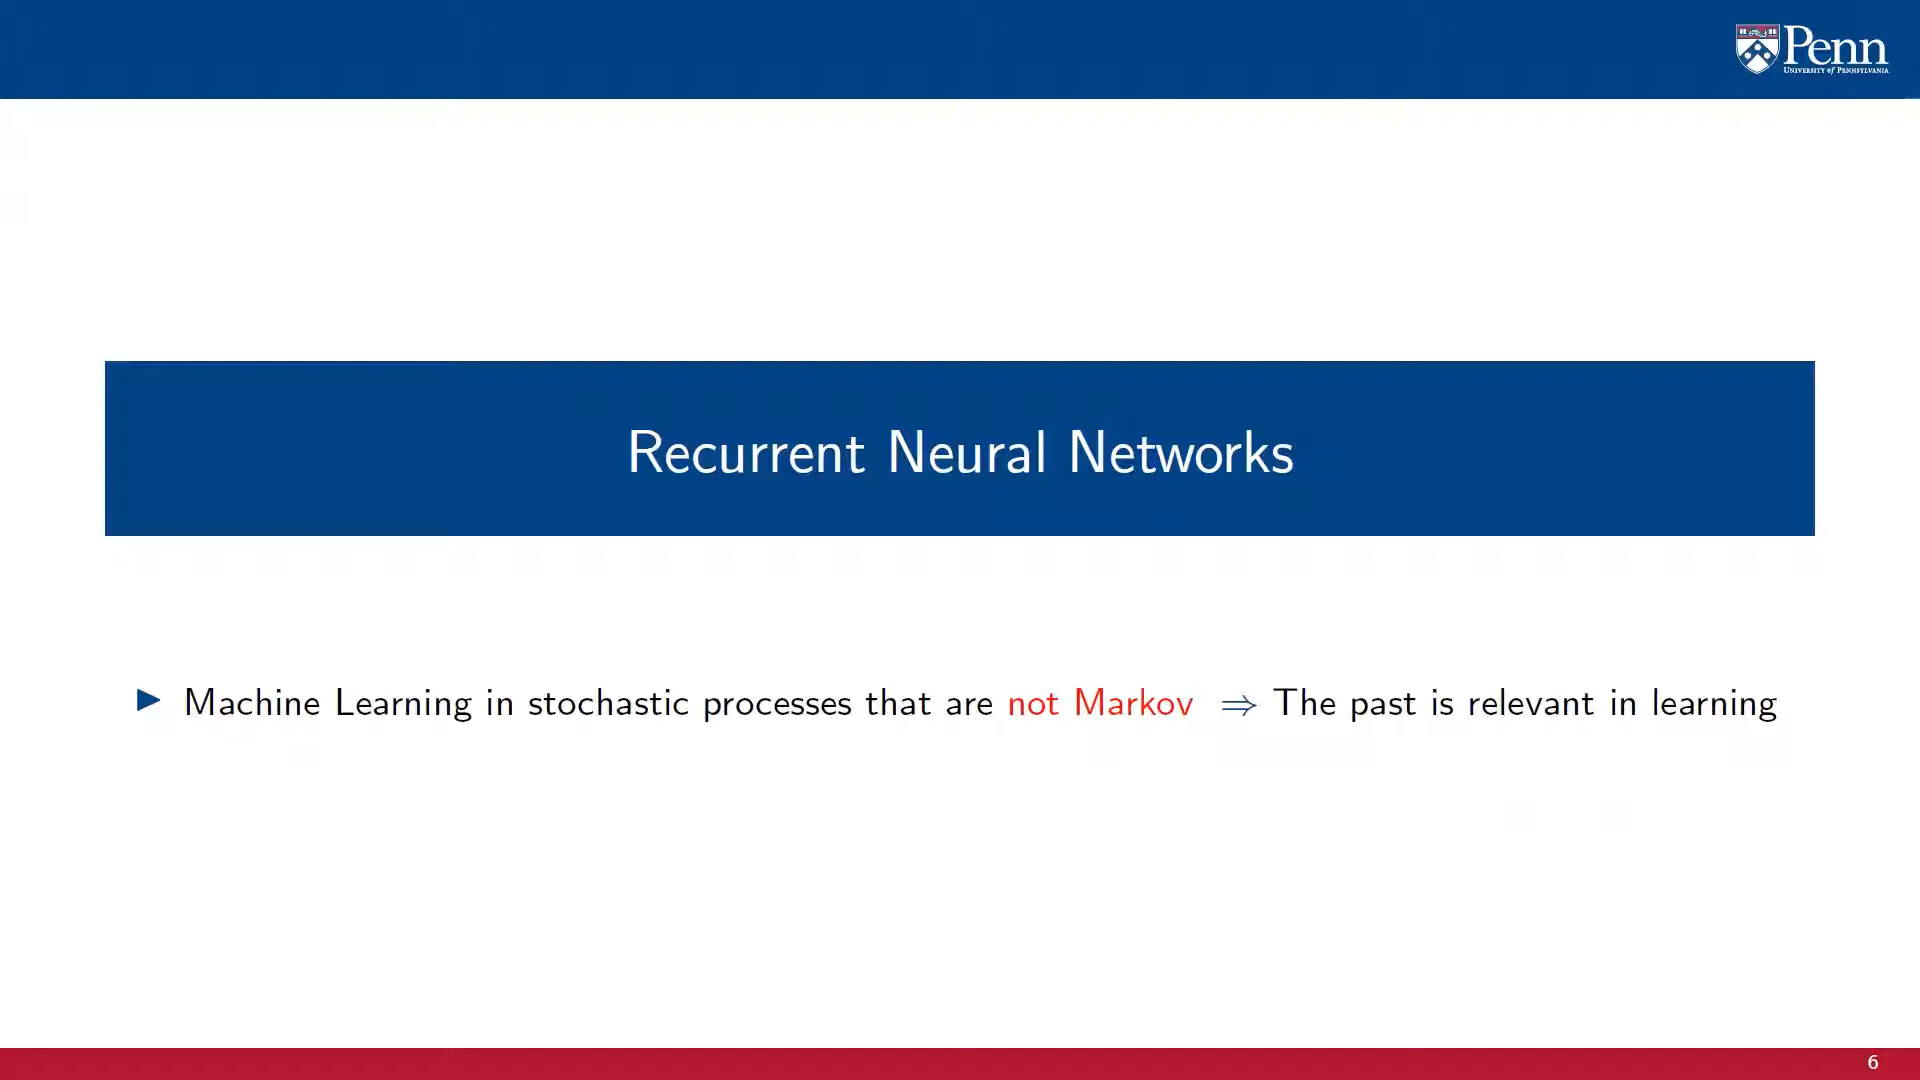 Penn
UNIVERSITY of PENNSYLVANIA
Recurrent Neural Networks
▶ Machine Learning in stochastic processes that are not Markov ⇒ The past is relevant in learning
6